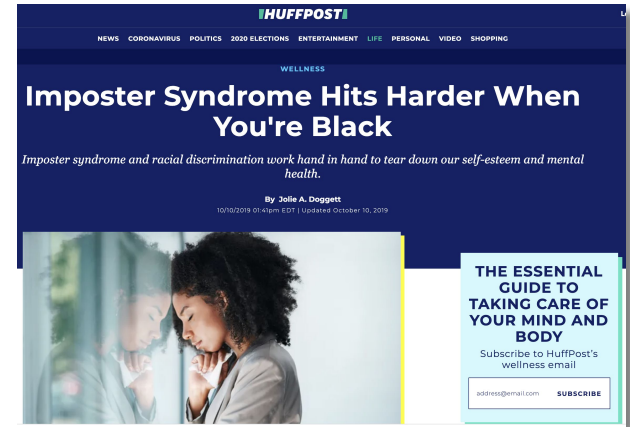 HUFFPOST
NEWS CORONAVIRUS POLITICS 2020 ELECTIONS ENTERTAINMENT LIFE PERSONAL VIDEO SHOPPING
WELLNESS
Imposter Syndrome Hits Harder When
You're Black
Imposter syndrome and racial discrimination work hand in hand to tear down our self-esteem and mental
health.
By Jolie A. Doggett
10/10/2019 01:41pm EDT | Updated October 10, 2019
THE ESSENTIAL
GUIDE TO
TAKING CARE OF
YOUR MIND AND
BODY
Subscribe to HuffPost's
wellness email
address@email.com SUBSCRIBE